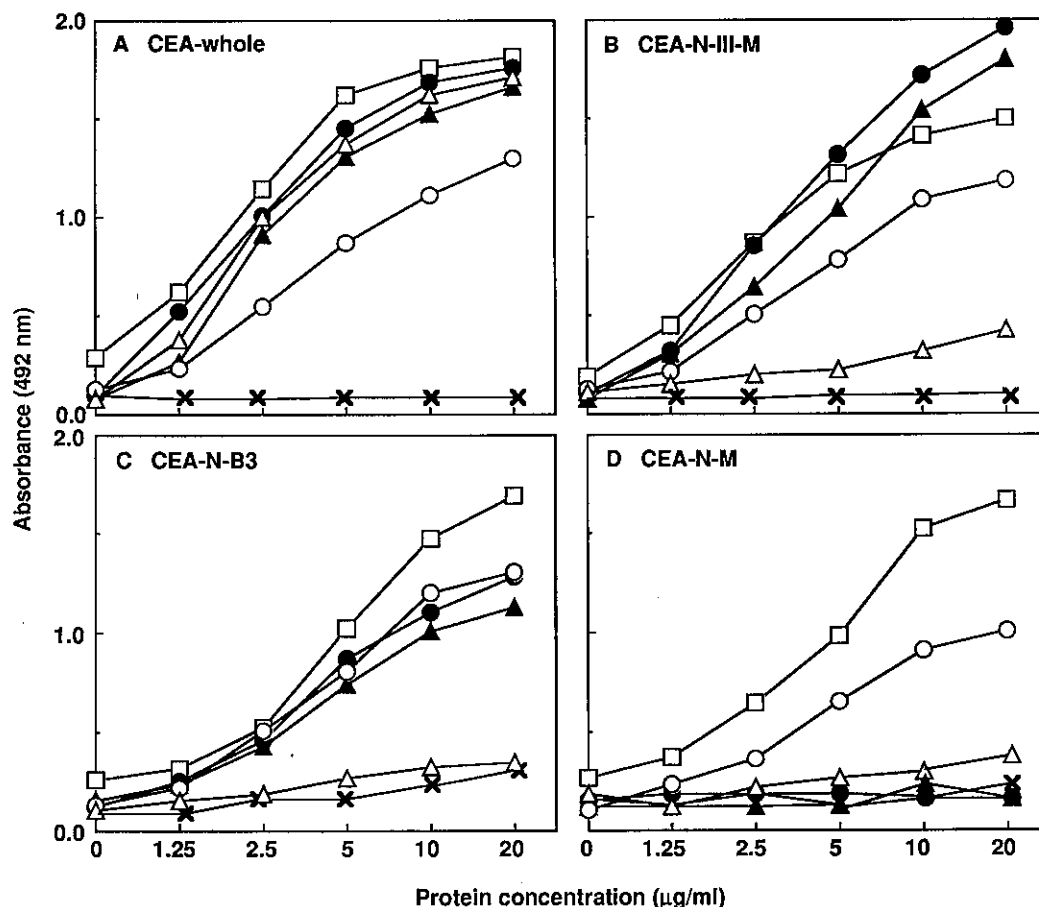 A CEA-whole
B CEA-N-III-M
2.0
1.0
0.0
C CEA-N-B3
D CEA-N-M
2.0
1.0
0.0
Absorbance (492 nm)
0 1.25 2.5 5 10 20
0 1.25 2.5 5 10 20
Protein concentration (µg/ml)